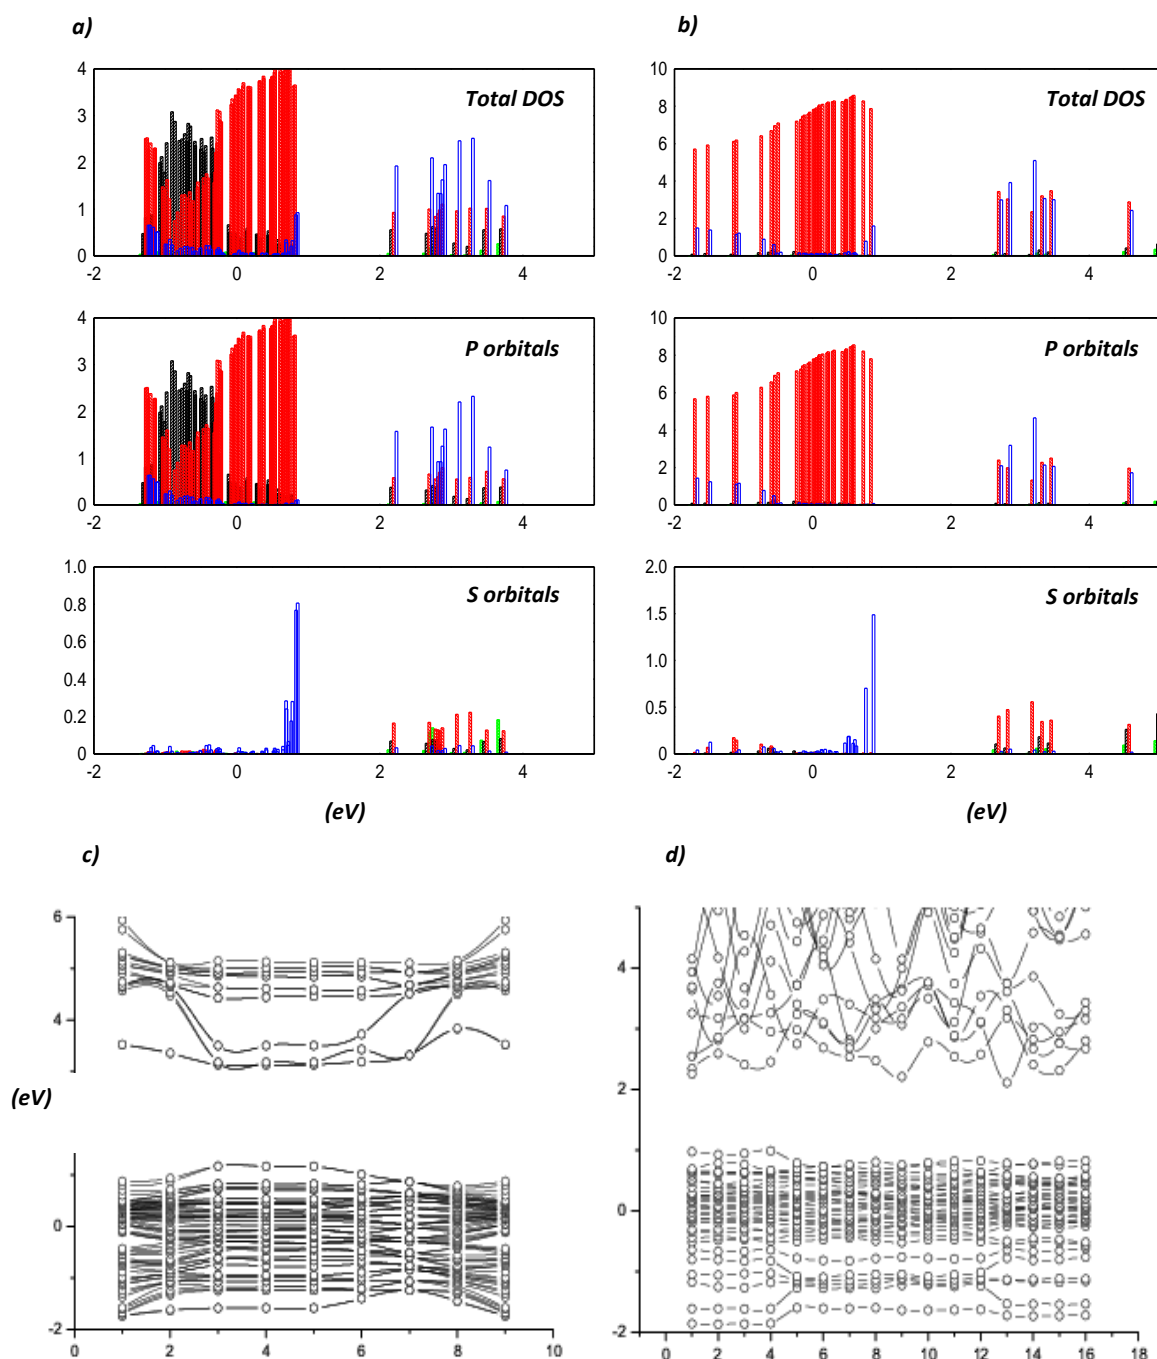 a) b)
4 10
Total DOS Total DOS
3 8
2 6
4
1 2
0 0
-2 0 2 4 -2 0 2 4
4 10
P orbitals P orbitals
3 8
2 6
4
1 2
0 0
-2 0 2 4 -2 0 2 4
1.0 2.0
S orbitals S orbitals
0.8 1.5
0.6 1.0
0.4
0.2 0.5
0.0 0
-2 0 2 4 -2 0 2 4
(eV) (eV)
c) d)
6
4 4
2
(eV)
0 0
-2 -2
0 2 4 6 8 10 0 2 4 6 8 10 12 14 16 18